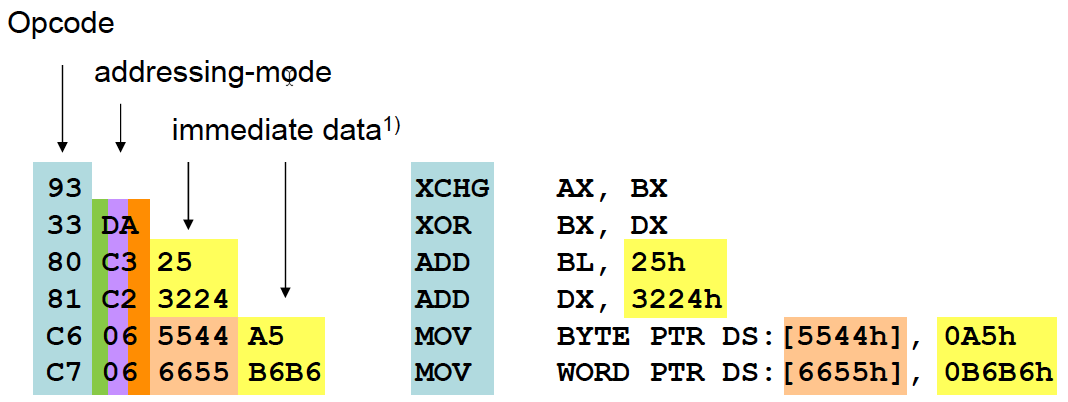 Opcode
addressing-mode
immediate data1)
93 XCHG AX, BX
33 DA XOR BX, DX
80 C3 25 ADD BL, 25h
81 C2 3224 ADD DX, 3224h
C6 06 5544 A5 MOV BYTE PTR DS:[5544h], 0A5h
C7 06 6655 B6B6 MOV WORD PTR DS:[6655h], 0B6B6h